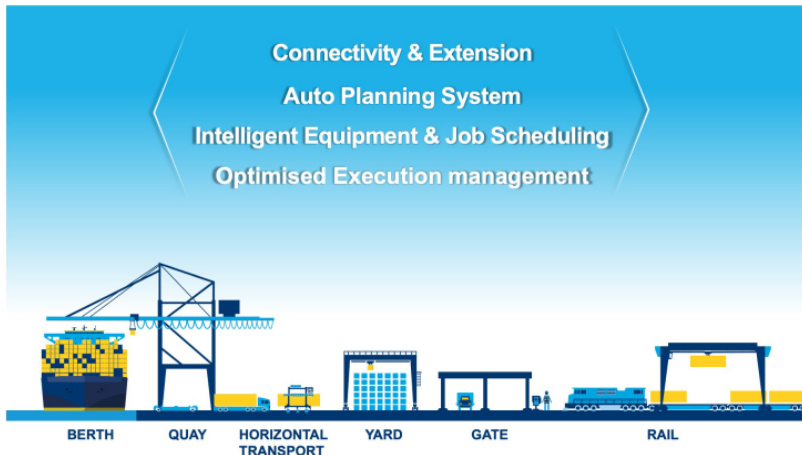 Connectivity & Extension
Auto Planning System
Intelligent Equipment & Job Scheduling
Optimised Execution management
BERTH
QUAY
HORIZONTAL
TRANSPORT
YARD
GATE
RAIL